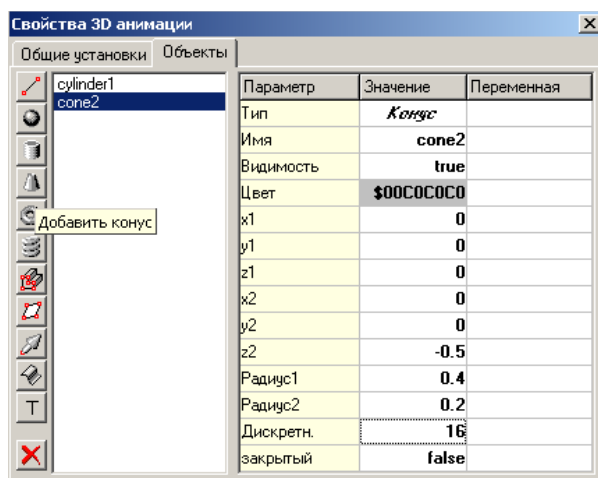 Свойства 3D анимации
Общие установки Объекты
cylinder1
cone2
Добавить конус
T
Параметр Значение Переменная
Тип Конус
Имя cone2
Видимость true
Цвет $00C0C0C0
x1 0
y1 0
z1 0
x2 0
y2 0
z2 -0.5
Радиус1 0.4
Радиус2 0.2
Дискретн. 16
закрытый false